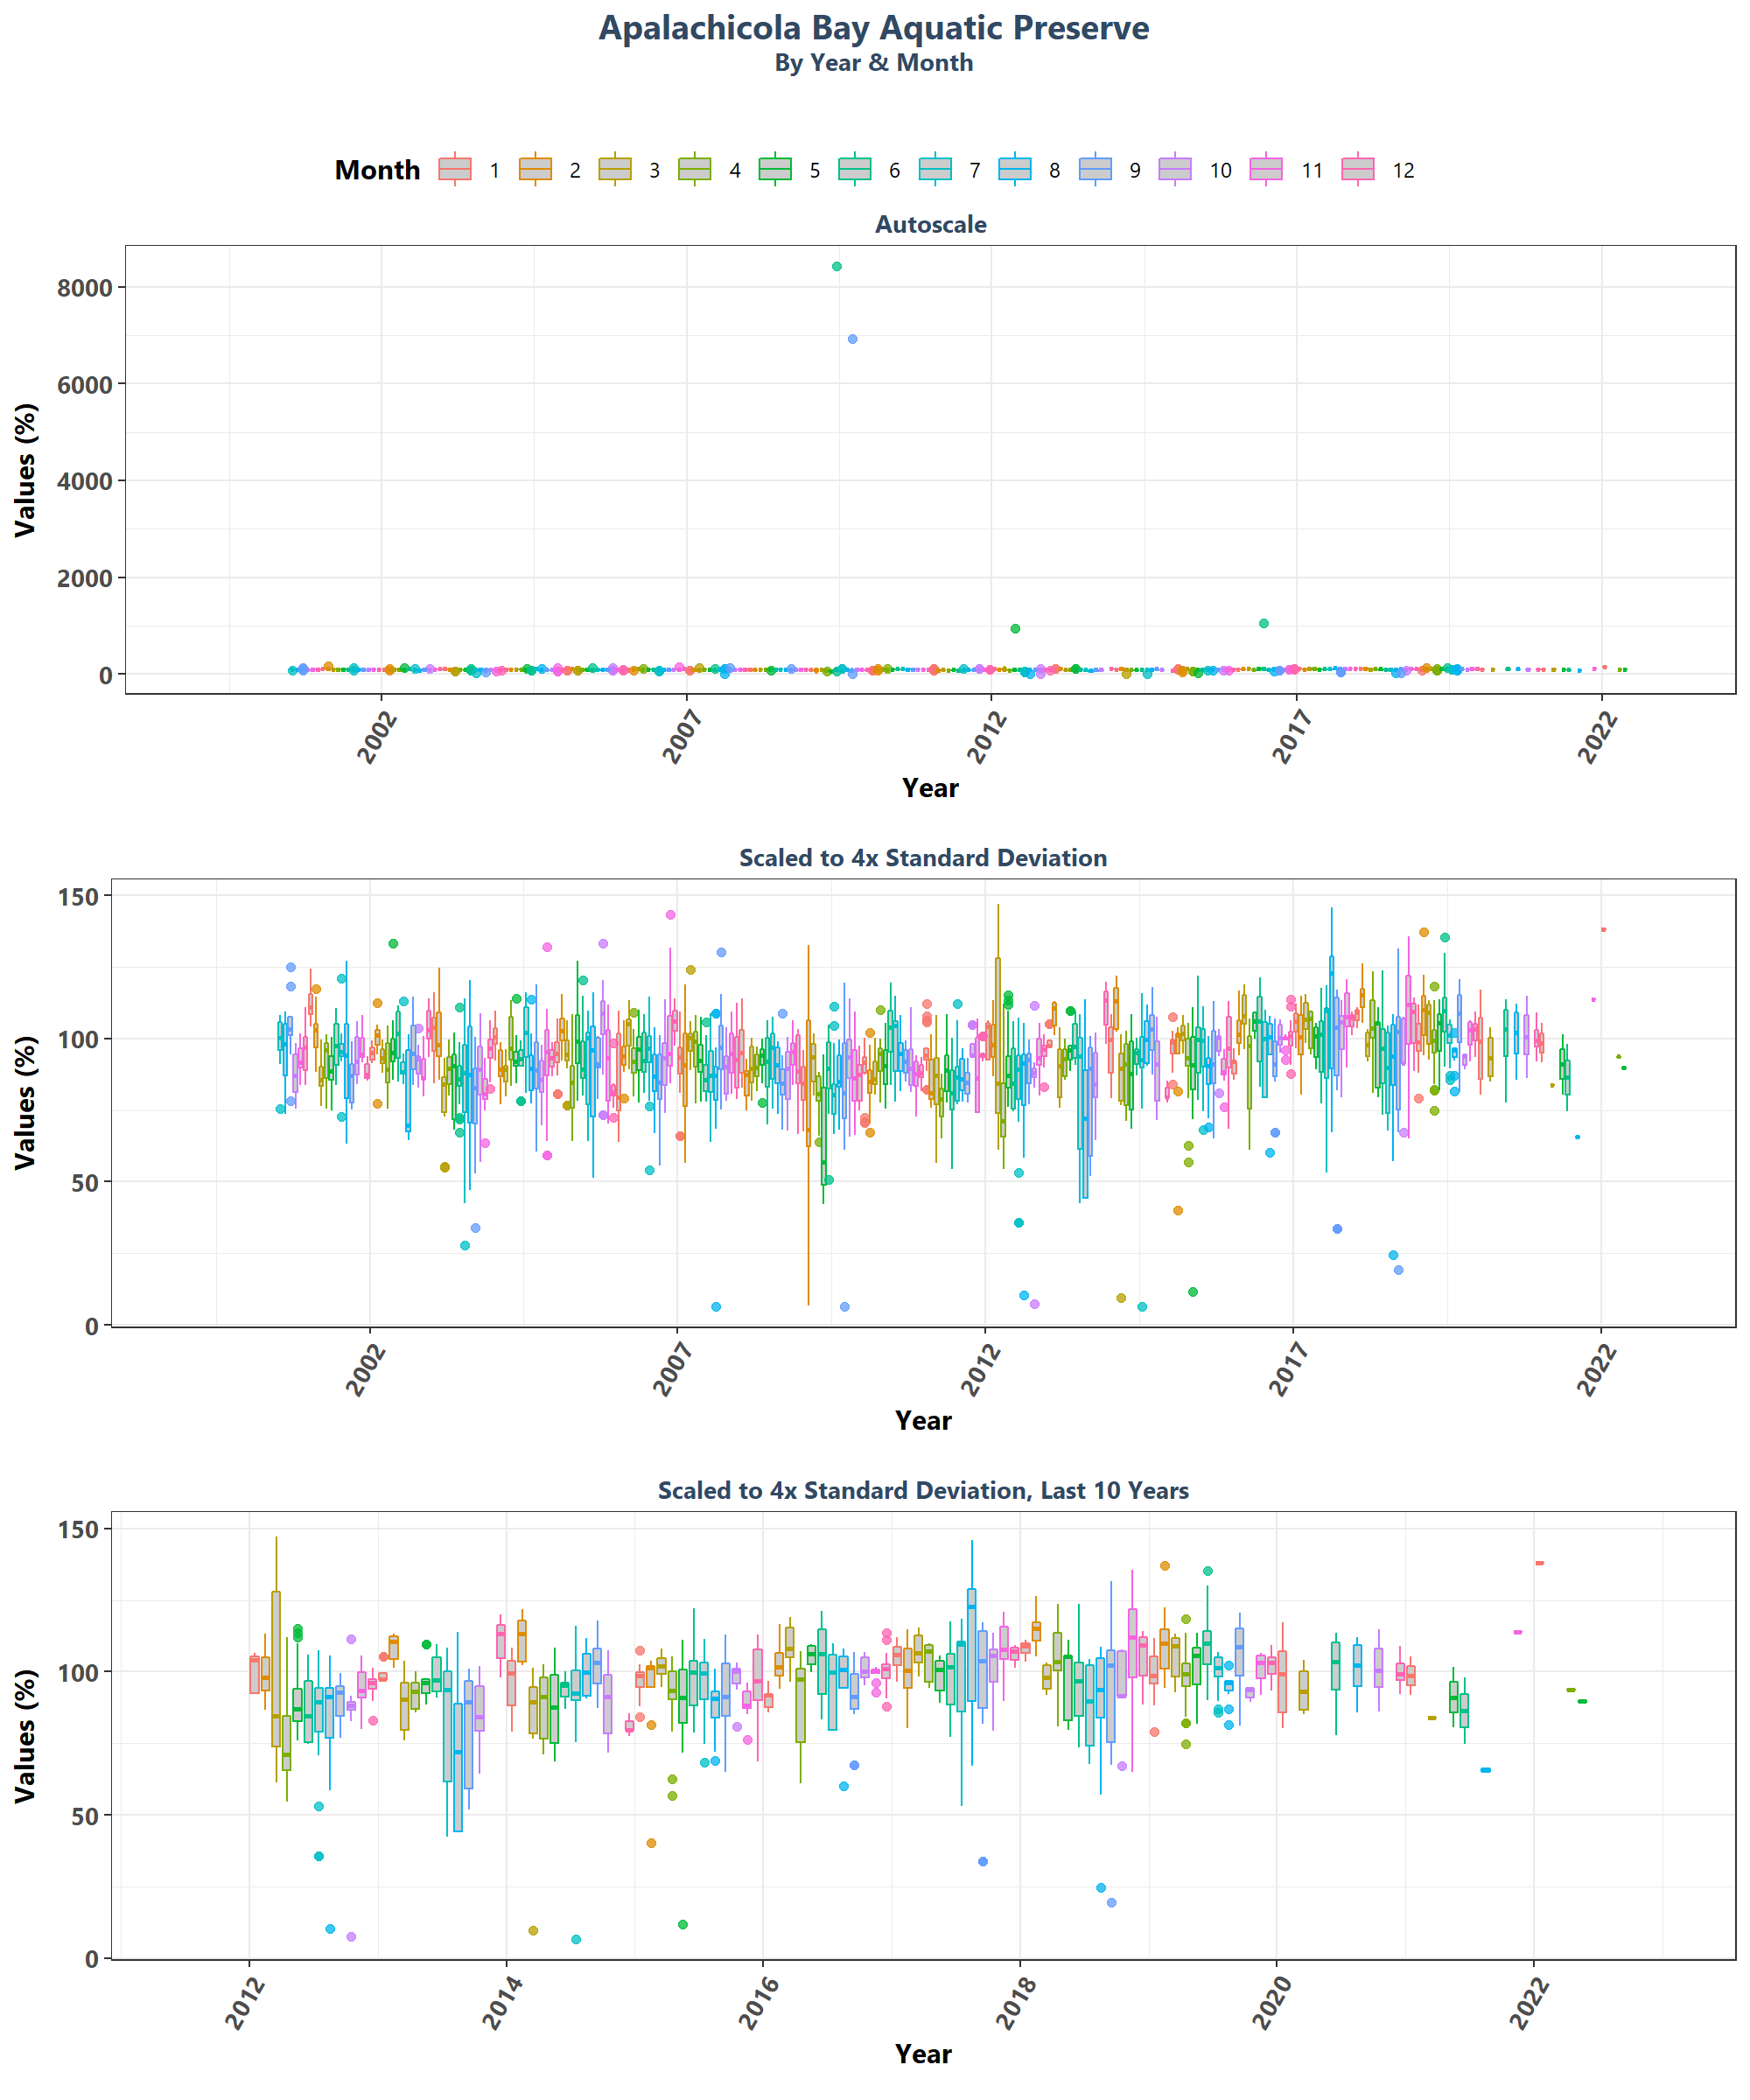 Apalachicola Bay Aquatic Preserve
By Year & Month
Month 1 2 3 4 5 6 7 8 9 10 11 12
Autoscale
Values (%)
8000
6000
4000
2000
0
2002 2007 2012 2017 2022
Year
Scaled to 4x Standard Deviation
Values (%)
150
100
50
0
2002 2007 2012 2017 2022
Year
Scaled to 4x Standard Deviation, Last 10 Years
Values (%)
150
100
50
0
2012 2014 2016 2018 2020 2022
Year